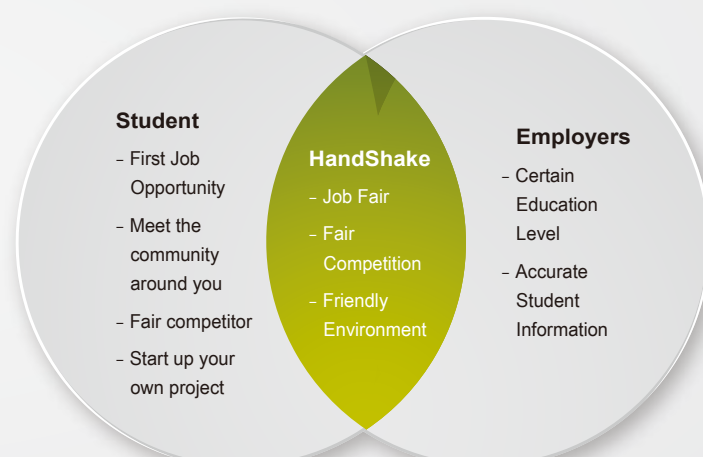 Student
– First Job
Opportunity
– Meet the
community
around you
– Fair competitor
– Start up your
own project
HandShake
– Job Fair
– Fair
Competition
– Friendly
Environment
Employers
– Certain
Education
Level
– Accurate
Student
Information